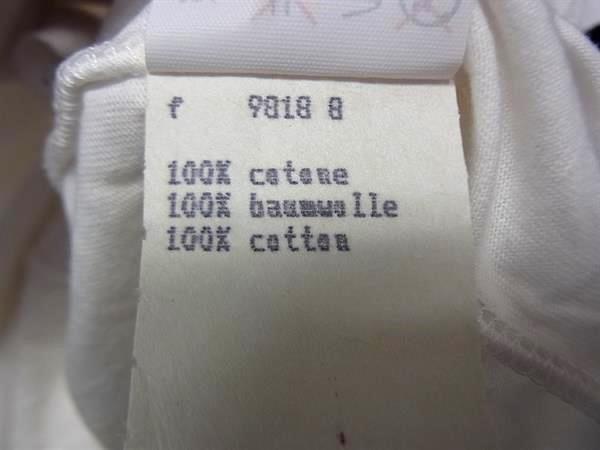 f 9818 8
100% cotone
100% baumwolle
100% cotton